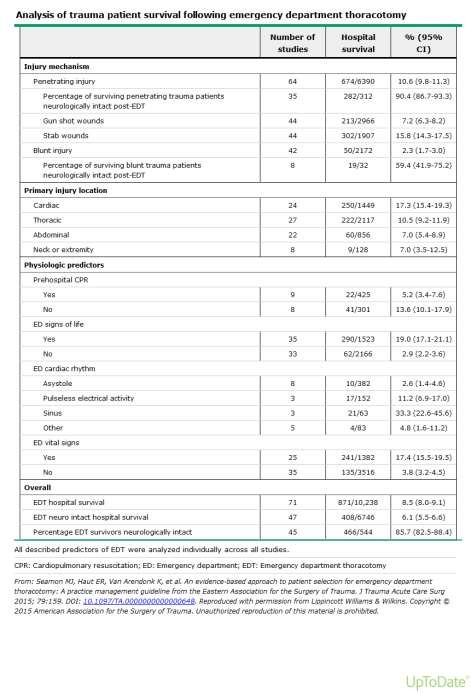 Analysis of trauma patient survival following emergency department thoracotomy
Number of studies Hospital survival % (95% CI)
Injury mechanism
Penetrating injury 64 674/6390 10.6 (9.8-11.3)
Percentage of surviving penetrating trauma patients 35 282/312 90.4 (86.7-93.3)
neurologically intact post-EDT
Gun shot wounds 44 213/2966 7.2 (6.3-8.2)
Stab wounds 44 302/1907 15.8 (14.3-17.5)
Blunt injury 42 50/2172 2.3 (1.7-3.0)
Percentage of surviving blunt trauma patients 8 19/32 59.4 (41.9-75.2)
neurologically intact post-EDT
Primary injury location
Cardiac 24 250/1449 17.3 (15.4-19.3)
Thoracic 27 222/2117 10.5 (9.2-11.9)
Abdominal 22 60/856 7.0 (5.4-8.9)
Neck or extremity 8 9/128 7.0 (3.5-12.5)
Physiologic predictors
Prehospital CPR
Yes 9 22/425 5.2 (3.4-7.6)
No 8 41/301 13.6 (10.1-17.9)
ED signs of life
Yes 35 290/1523 19.0 (17.1-21.1)
No 33 62/2166 2.9 (2.2-3.6)
ED cardiac rhythm
Asystole 8 10/382 2.6 (1.4-4.6)
Pulseless electrical activity 3 17/152 11.2 (6.9-17.0)
Sinus 3 21/63 33.3 (22.6-45.6)
Other 5 4/83 4.8 (1.6-11.2)
ED vital signs
Yes 25 241/1382 17.4 (15.5-19.5)
No 35 135/3516 3.8 (3.2-4.5)
Overall
EDT hospital survival 71 871/10,238 8.5 (8.0-9.1)
EDT neuro intact hospital survival 47 408/6746 6.1 (5.5-6.6)
Percentage EDT survivors neurologically intact 45 466/544 85.7 (82.5-88.4)
All described predictors of EDT were analyzed individually across all studies.
CPR: Cardiopulmonary resuscitation; ED: Emergency department; EDT: Emergency department thoracotomy
From: Seamon MJ, Haut ER, Van Arendonk K, et al. An evidence-based approach to patient selection for emergency department
thoracotomy: A practice management guideline from the Eastern Association for the Surgery of Trauma. J Trauma Acute Care Surg
2015; 79:159. DOI: 10.1097/TA.0000000000000648. Reproduced with permission from Lippincott Williams & Wilkins. Copyright ©
2015 American Association for the Surgery of Trauma. Unauthorized reproduction of this material is prohibited.
UpToDate